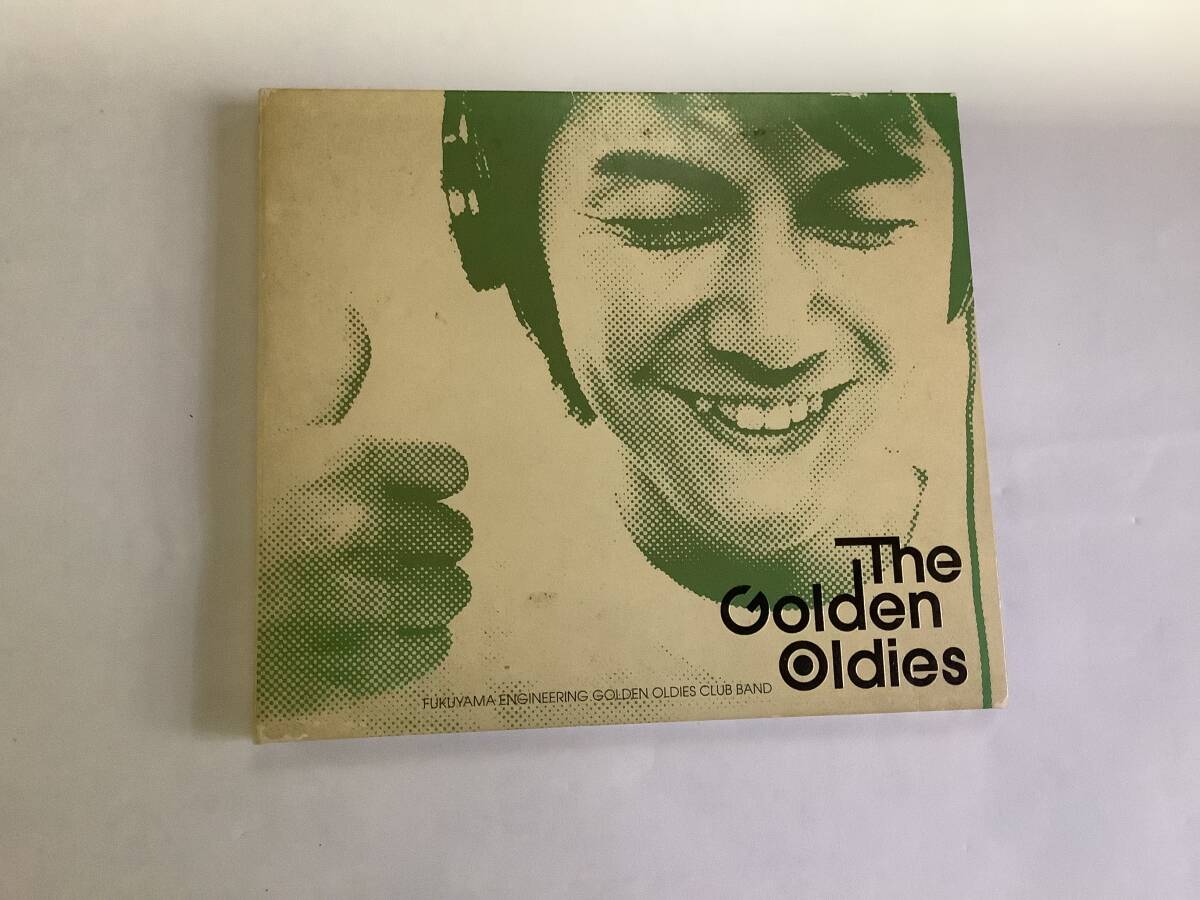 The
Golden
Oldies
FUKUYAMA ENGINEERING GOLDEN OLDIES CLUB BAND